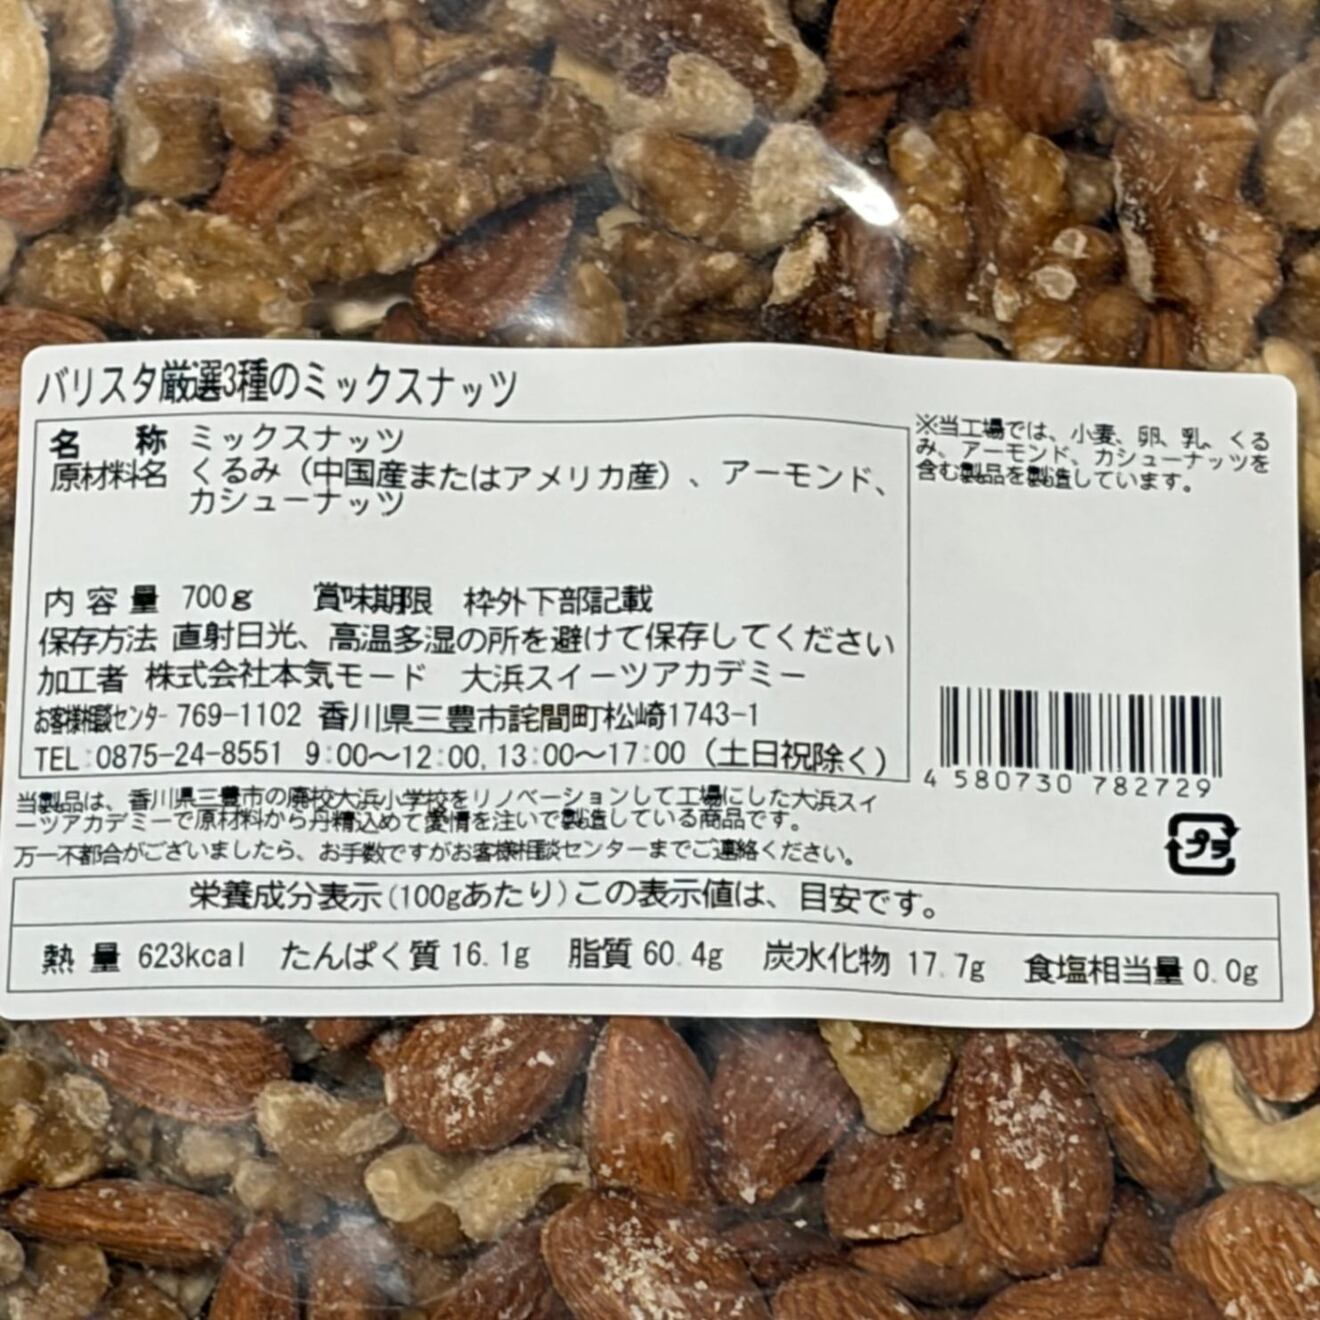 バリスタ厳選3種のミックスナッツ
名 称 ミックスナッツ
原材料名 くるみ（中国産またはアメリカ産）、アーモンド、
カシューナッツ
内容量 700g 賞味期限 枠外下部記載
保存方法 直射日光、高温多湿の所を避けて保存してください
加工者 株式会社本気モード 大浜スイーツアカデミー
お客様相談センター 769-1102 香川県三豊市詫間町松崎1743-1
TEL:0875-24-8551 9:00～12:00,13:00～17:00（土日祝除く）
※当工場では、小麦、卵、乳、くる
み、アーモンド、カシューナッツを
含む製品を製造しています。
4 580730 782729
プラ
当製品は、香川県三豊市の廃校大浜小学校をリノベーションして工場にした大浜スイ
ーツアカデミーで原材料から丹精込めて愛情を注いで製造している商品です。
万一不都合がございましたら、お手数ですがお客様相談センターまでご連絡ください。
栄養成分表示(100gあたり)この表示値は、目安です。
熱量 623kcal たんぱく質 16.1g 脂質 60.4g 炭水化物 17.7g 食塩相当量 0.0g